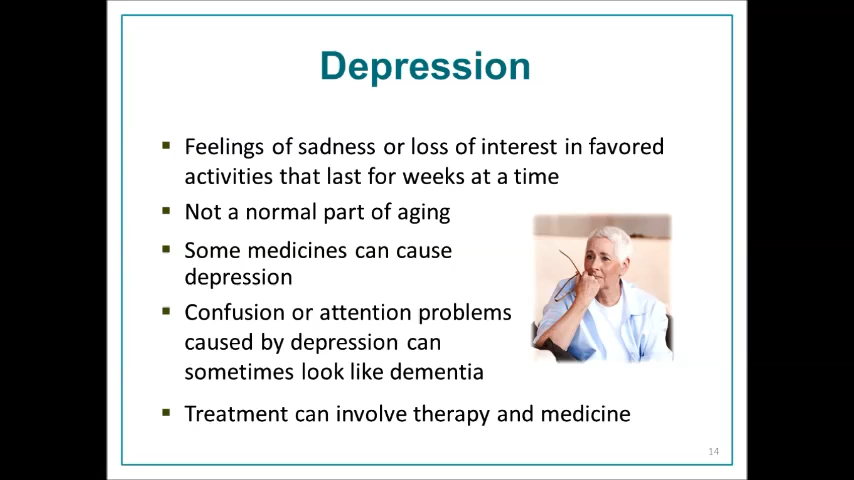 Depression
▪ Feelings of sadness or loss of interest in favored
activities that last for weeks at a time
▪ Not a normal part of aging
▪ Some medicines can cause
depression
▪ Confusion or attention problems
caused by depression can
sometimes look like dementia
▪ Treatment can involve therapy and medicine
14